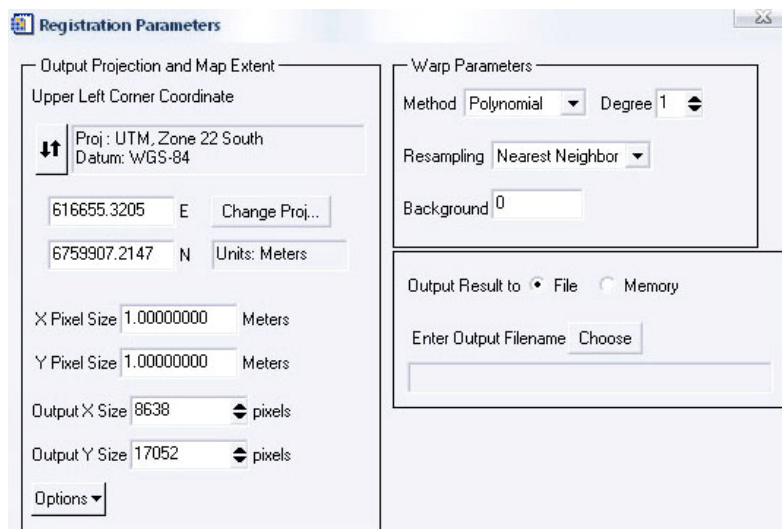 Registration Parameters
Output Projection and Map Extent
Upper Left Corner Coordinate
Proj : UTM, Zone 22 South
Datum: WGS-84
616655.3205 E Change Proj...
6759907.2147 N Units: Meters
X Pixel Size 1.00000000 Meters
Y Pixel Size 1.00000000 Meters
Output X Size 8638 pixels
Output Y Size 17052 pixels
Options
Warp Parameters
Method Polynomial Degree 1
Resampling Nearest Neighbor
Background 0
Output Result to File Memory
Enter Output Filename Choose